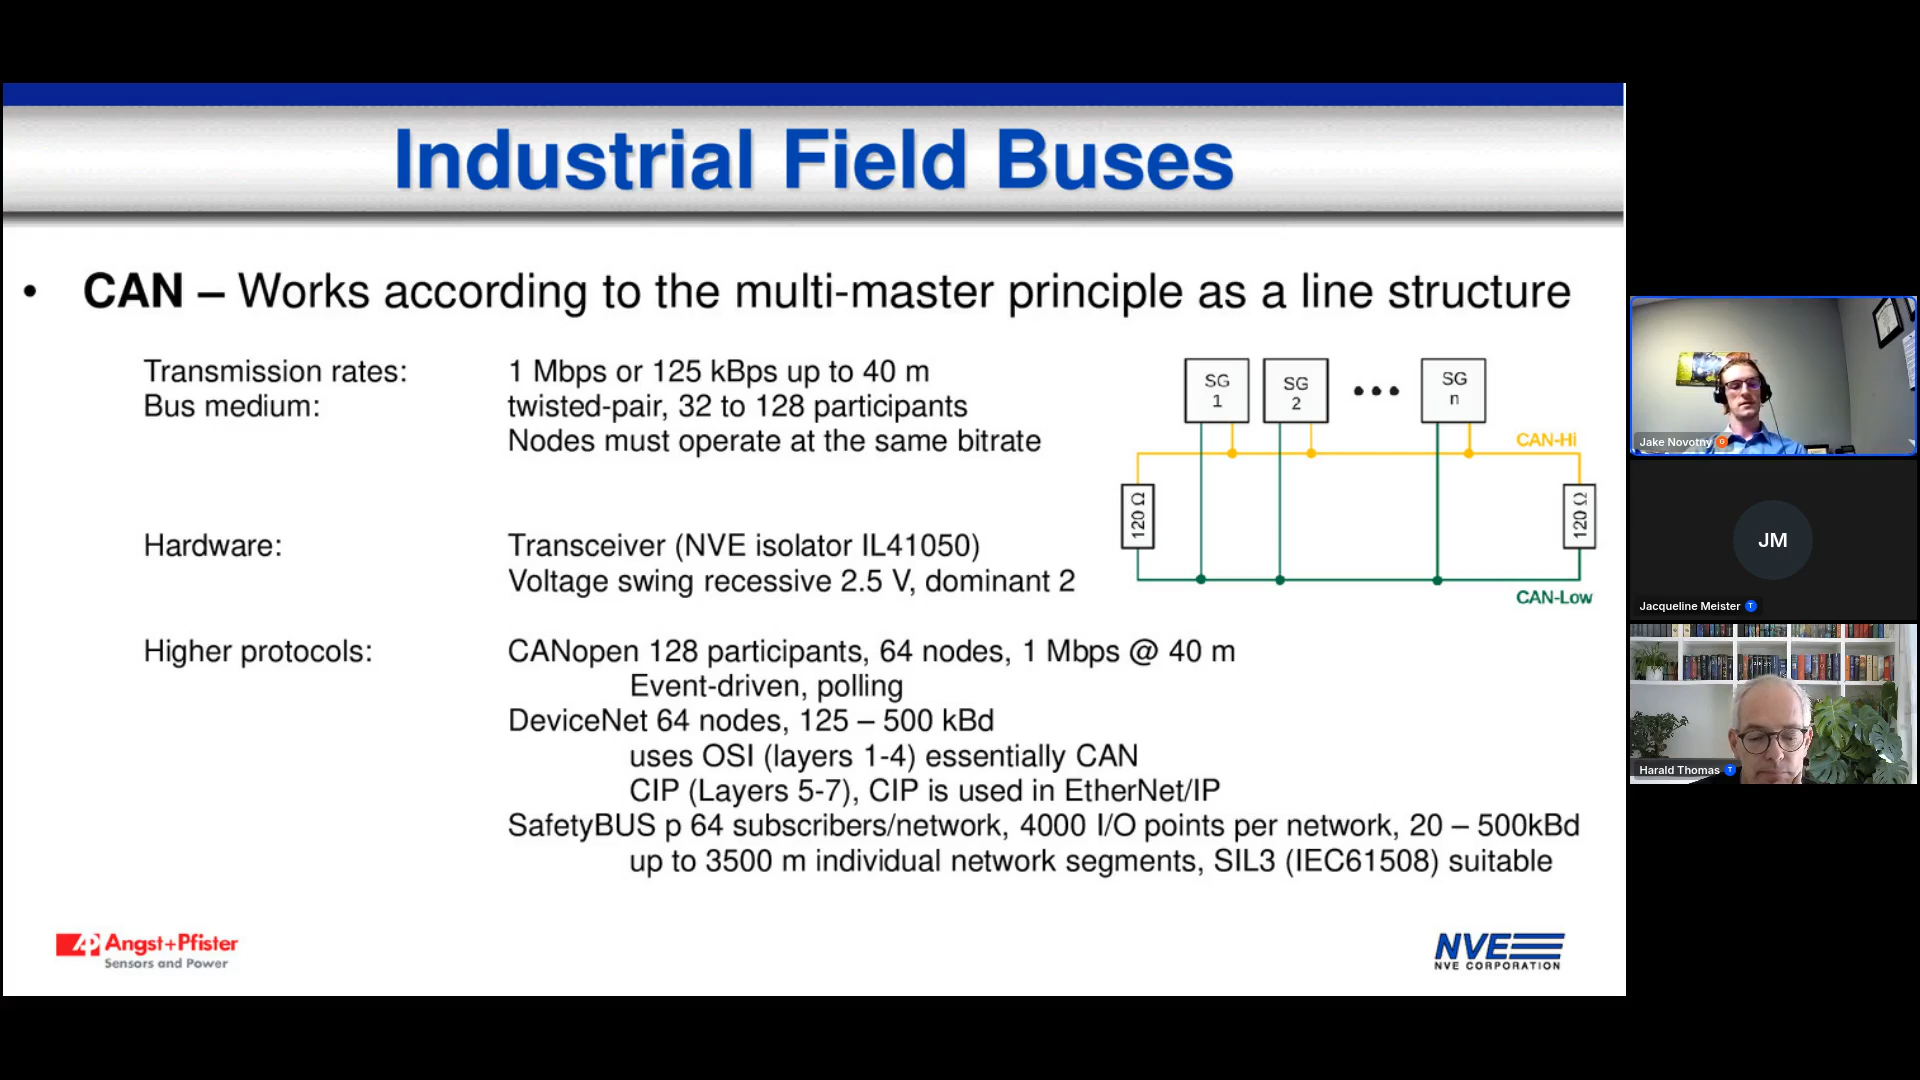 Industrial Field Buses
• CAN – Works according to the multi-master principle as a line structure
Transmission rates: 1 Mbps or 125 kBps up to 40 m
Bus medium: twisted-pair, 32 to 128 participants
Nodes must operate at the same bitrate
Hardware: Transceiver (NVE isolator IL41050)
Voltage swing recessive 2.5 V, dominant 2
Higher protocols: CANopen 128 participants, 64 nodes, 1 Mbps @ 40 m
Event-driven, polling
DeviceNet 64 nodes, 125 – 500 kBd
uses OSI (layers 1-4) essentially CAN
CIP (Layers 5-7), CIP is used in EtherNet/IP
SafetyBUS p 64 subscribers/network, 4000 I/O points per network, 20 – 500kBd
up to 3500 m individual network segments, SIL3 (IEC61508) suitable
SG
1
SG
2
SG
n
CAN-Hi
120 Ω
120 Ω
CAN-Low
Angst+Pfister
Sensors and Power
NVE
NVE CORPORATION
Jake Novotny G
JM
Jacqueline Meister T
Harald Thomas T